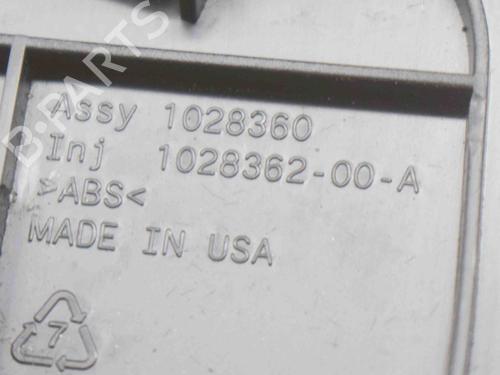 B-PARTS
Assy 1028360
Inj 1028362-00-A
>ABS<
MADE IN USA
7